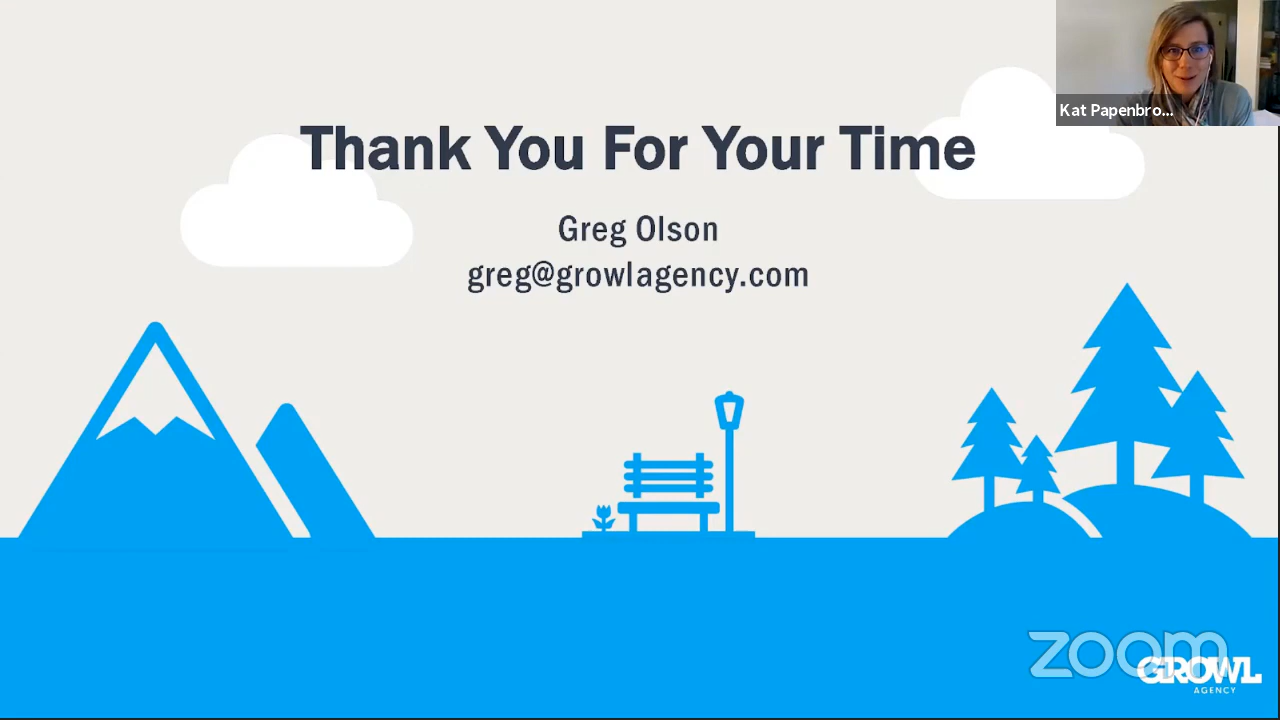 Kat Papenbro...
Thank You For Your Time
Greg Olson
greg@growlagency.com
zoom
GROWL
AGENCY